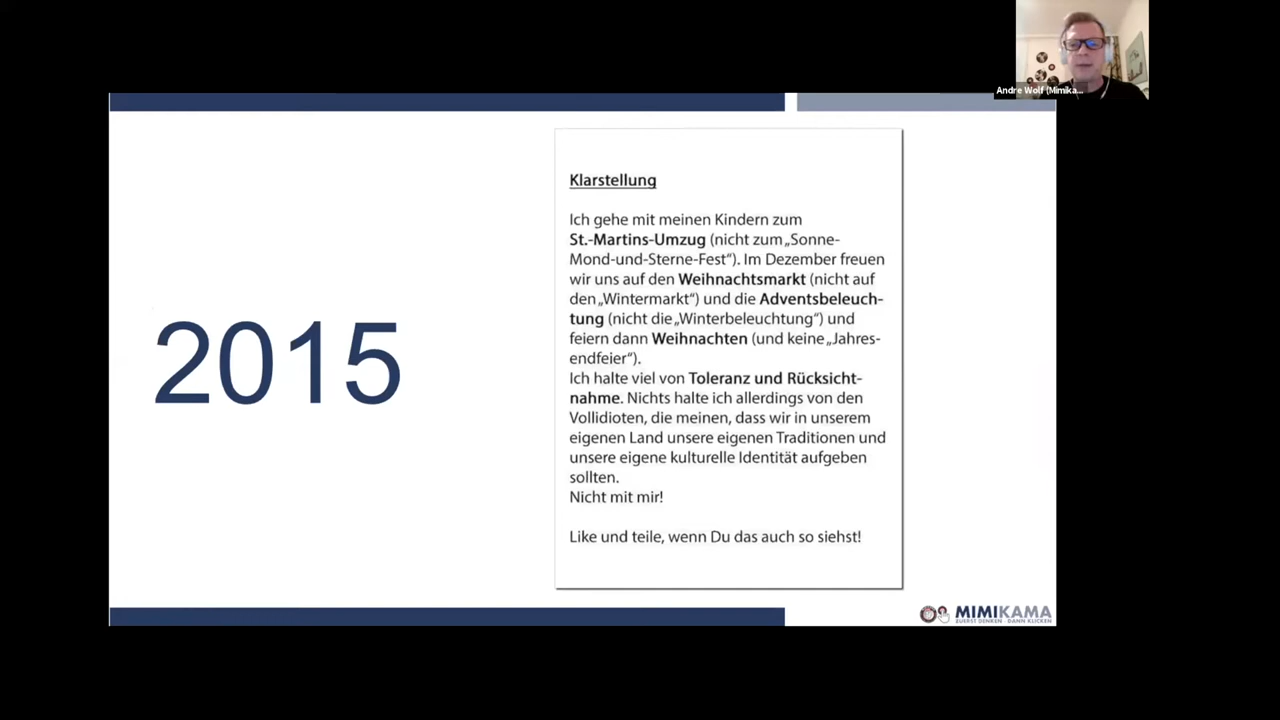 Andre Wolf (Mimika...
2015
Klarstellung
Ich gehe mit meinen Kindern zum
St.-Martins-Umzug (nicht zum „Sonne-
Mond-und-Sterne-Fest“). Im Dezember freuen
wir uns auf den Weihnachtsmarkt (nicht auf
den „Wintermarkt“) und die Adventsbeleuch-
tung (nicht die „Winterbeleuchtung“) und
feiern dann Weihnachten (und keine „Jahres-
endfeier“).
Ich halte viel von Toleranz und Rücksicht-
nahme. Nichts halte ich allerdings von den
Vollidioten, die meinen, dass wir in unserem
eigenen Land unsere eigenen Traditionen und
unsere eigene kulturelle Identität aufgeben
sollten.
Nicht mit mir!
Like und teile, wenn Du das auch so siehst!
MIMIKAMA
ZUERST DENKEN - DANN KLICKEN